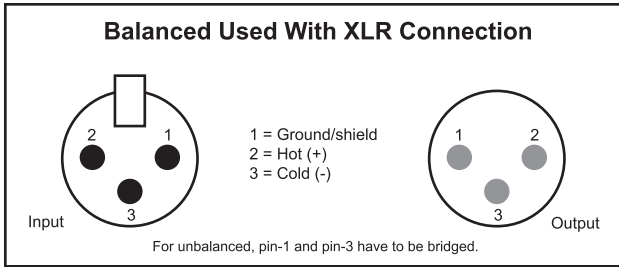 Balanced Used With XLR Connection
2
1
3
Input
1 = Ground/shield
2 = Hot (+)
3 = Cold (-)
1
2
3
Output
For unbalanced, pin-1 and pin-3 have to be bridged.